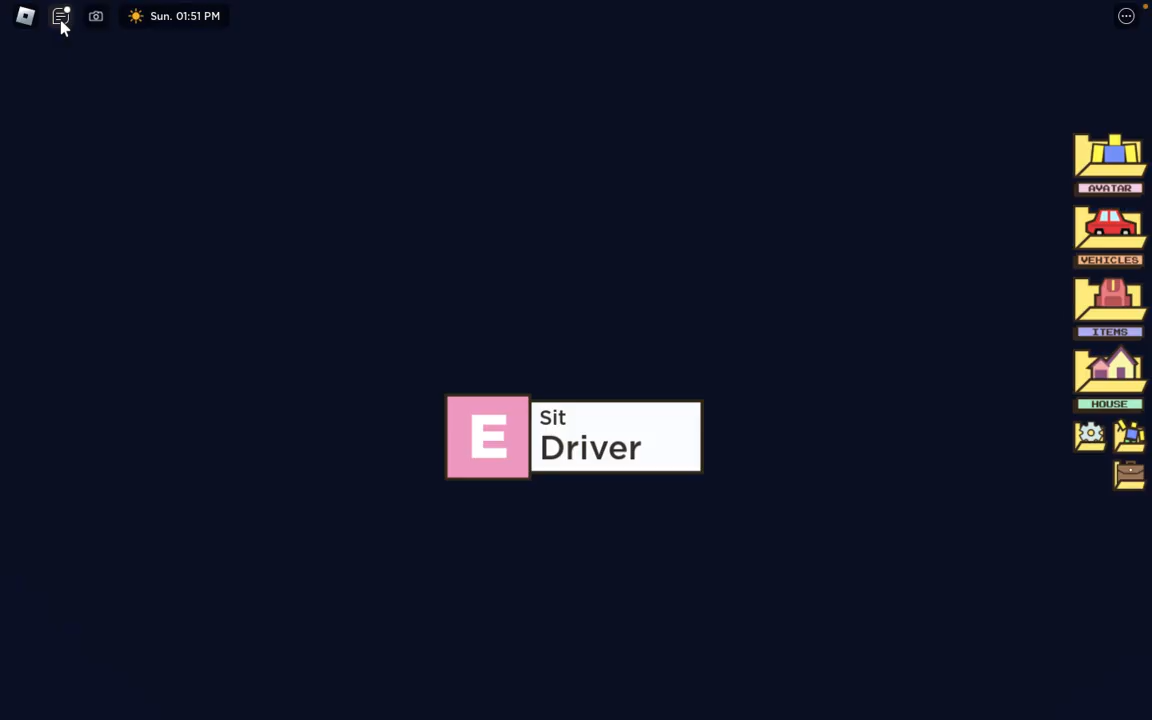 Sun. 01:51 PM
AVATAR
VEHICLES
ITEMS
HOUSE
E
Sit
Driver